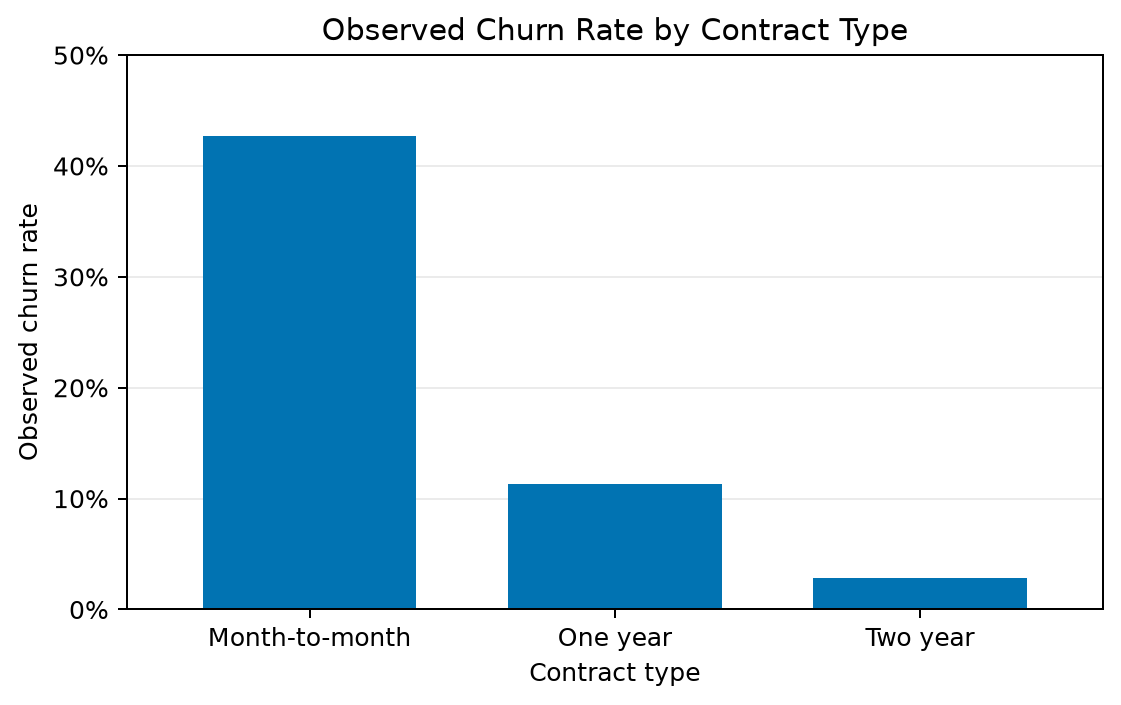 Observed Churn Rate by Contract Type
Observed churn rate
50%
40%
30%
20%
10%
0%
Month-to-month
One year
Two year
Contract type